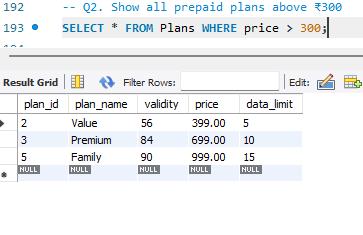 192 -- Q2. Show all prepaid plans above ₹300
193 SELECT * FROM Plans WHERE price > 300;
Result Grid Filter Rows: Edit:
plan_id plan_name validity price data_limit
2 Value 56 399.00 5
3 Premium 84 699.00 10
5 Family 90 999.00 15
NULL NULL NULL NULL NULL